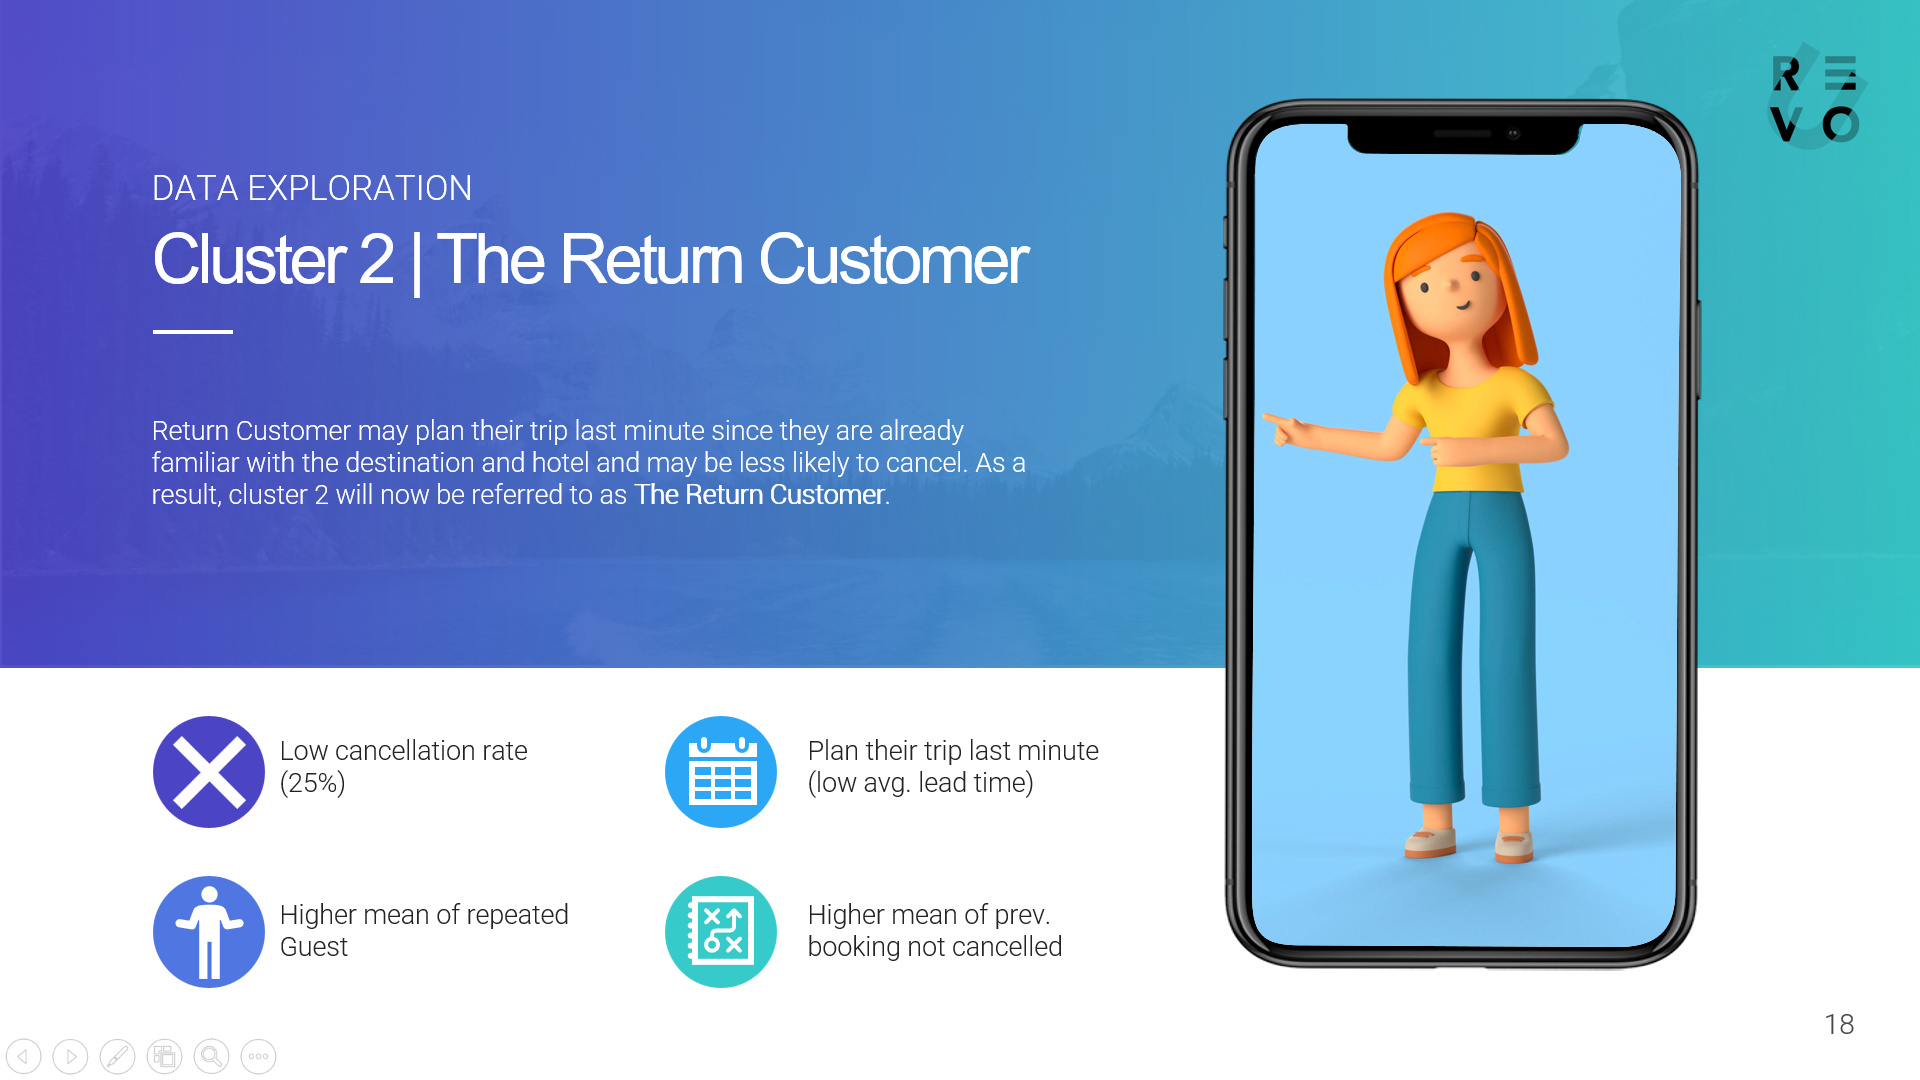 RE
VO
DATA EXPLORATION
Cluster 2 | The Return Customer
Return Customer may plan their trip last minute since they are already
familiar with the destination and hotel and may be less likely to cancel. As a
result, cluster 2 will now be referred to as The Return Customer.
Low cancellation rate
(25%)
Plan their trip last minute
(low avg. lead time)
Higher mean of repeated
Guest
Higher mean of prev.
booking not cancelled
18